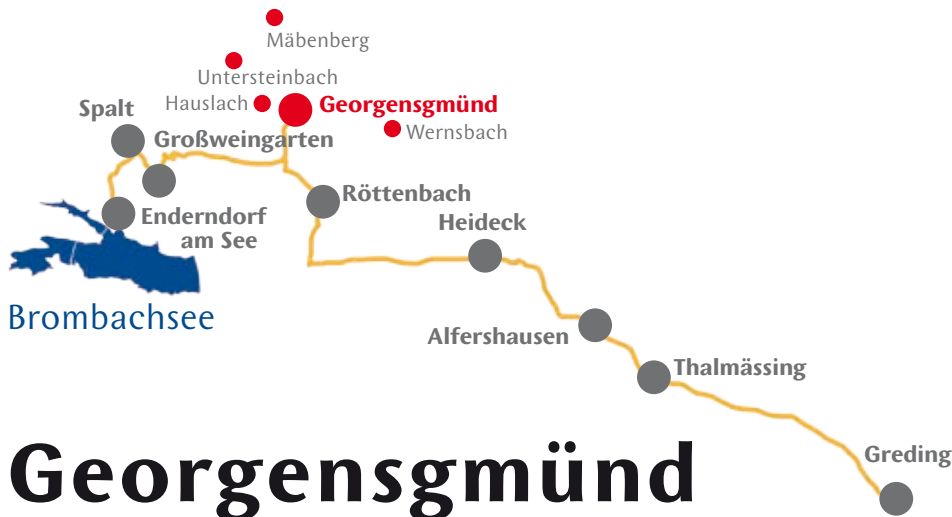 Mäbenberg
Untersteinbach
Hauslach
Georgensgmünd
Spalt
Wernsbach
Großweingarten
Röttenbach
Enderndorf
am See
Heideck
Brombachsee
Alfershausen
Thalmässing
Greding
Georgensgmünd